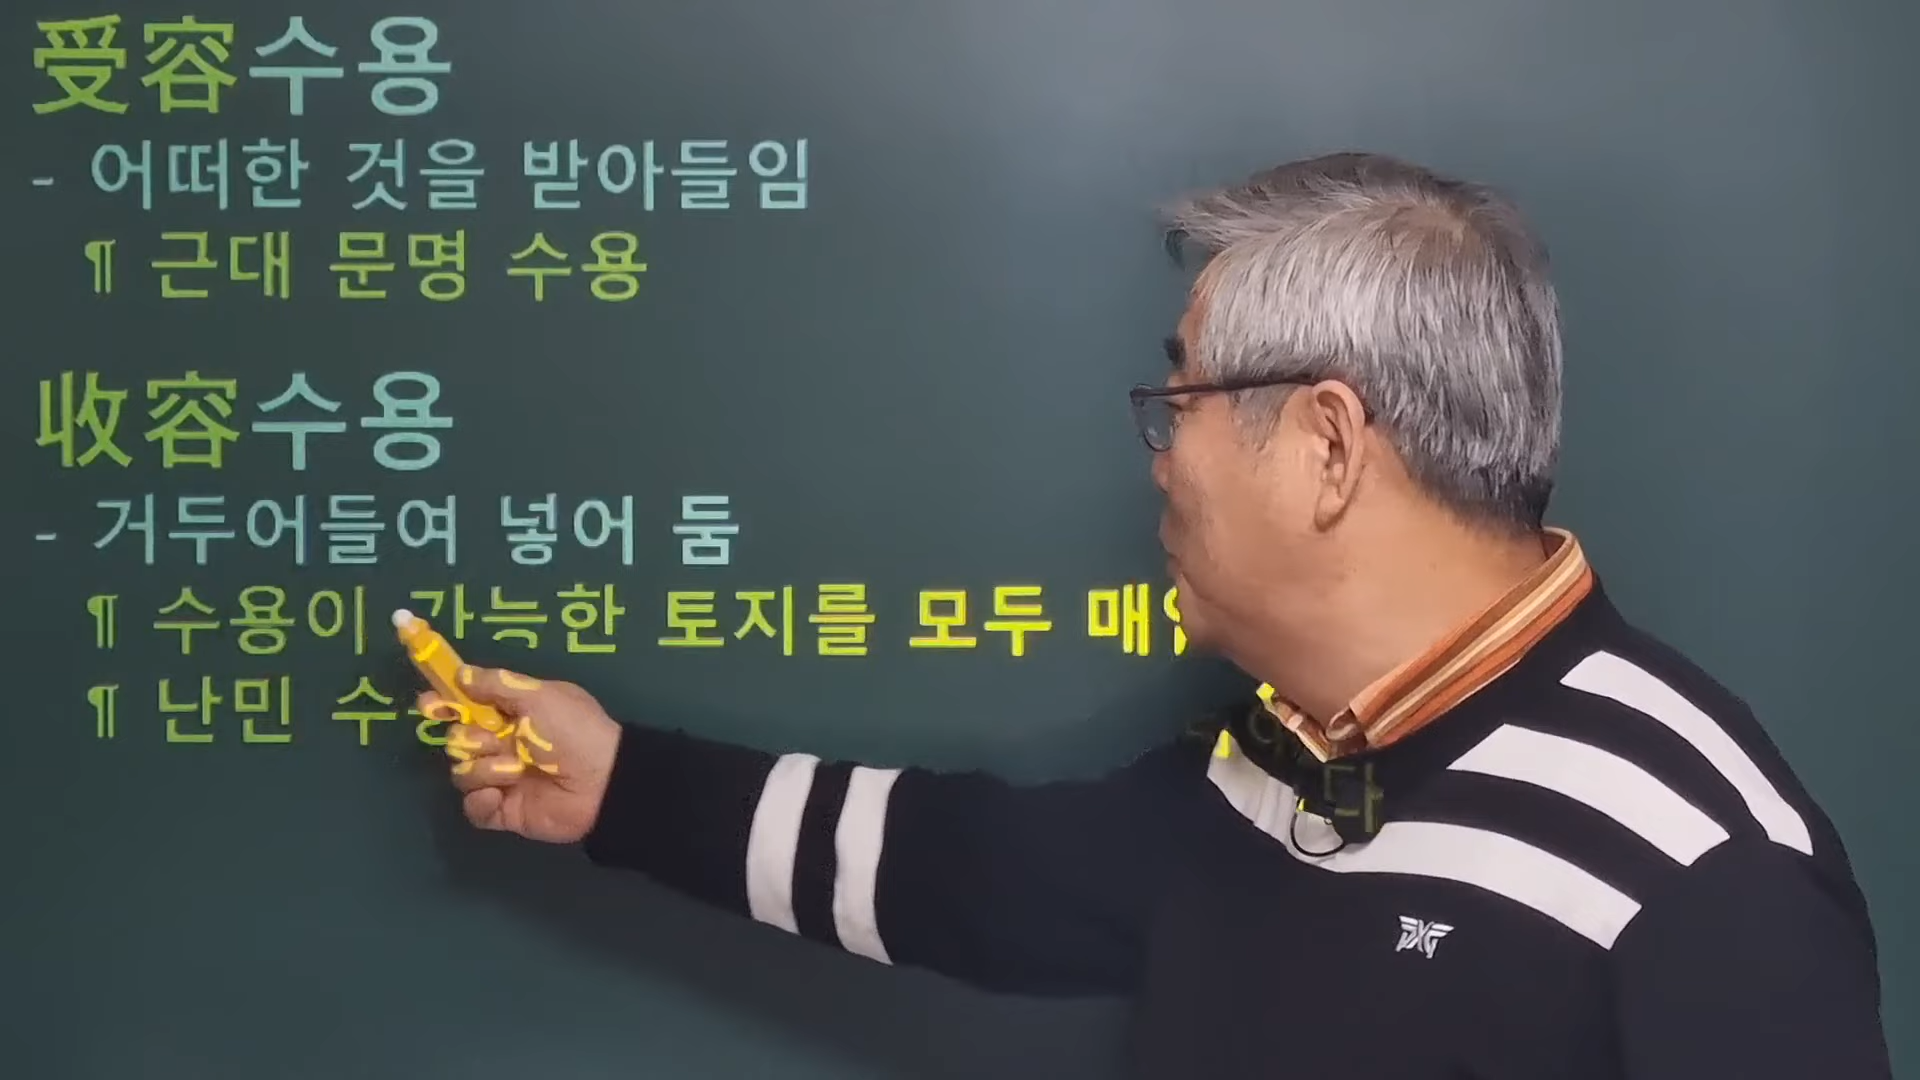 受容수용
- 어떠한 것을 받아들임
¶ 근대 문명 수용
收容수용
- 거두어들여 넣어 둠
¶ 수용이 가능한 토지를 모두
¶ 난민
다
PXG